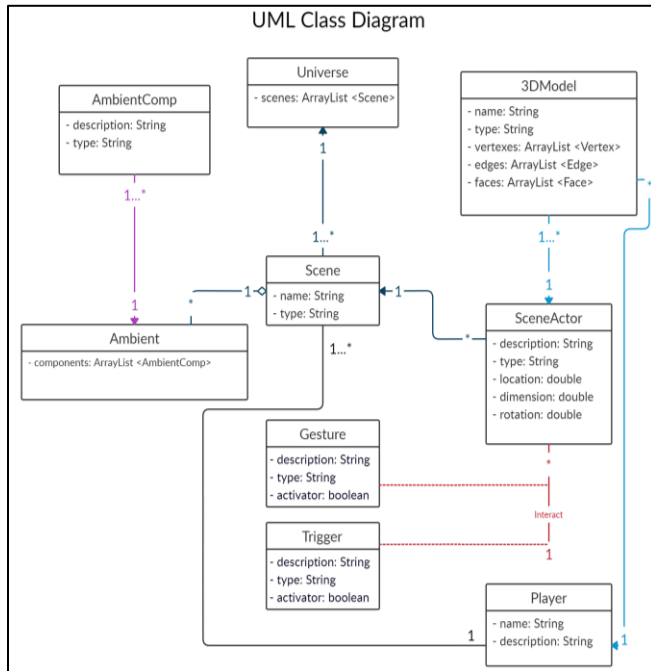 UML Class Diagram
Universe
- scenes: ArrayList <Scene>
AmbientComp
- description: String
- type: String
3DModel
- name: String
- type: String
- vertexes: ArrayList <Vertex>
- edges: ArrayList <Edge>
- faces: ArrayList <Face>
1
1...*
*
1...*
1...*
1
Scene
- name: String
- type: String
1
*
1
1
*
1
Ambient
- components: ArrayList <AmbientComp>
SceneActor
- description: String
- type: String
- location: double
- dimension: double
- rotation: double
1...*
Gesture
- description: String
- type: String
- activator: boolean
*
Interact
1
Trigger
- description: String
- type: String
- activator: boolean
Player
- name: String
- description: String
1
1